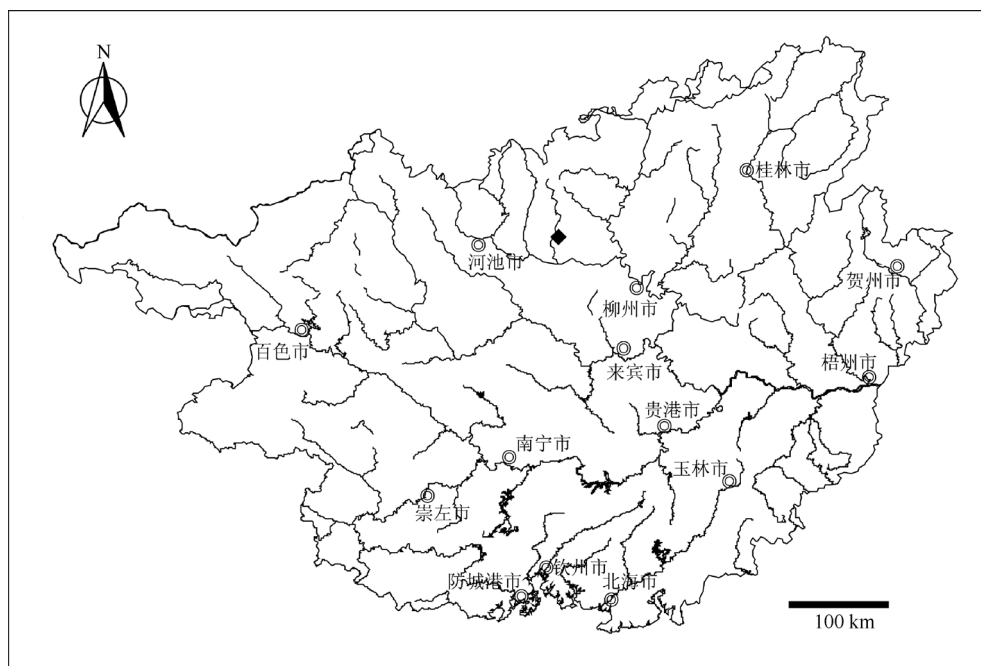 N
桂林市
河池市
贺州市
柳州市
百色市
来宾市
梧州市
贵港市
南宁市
玉林市
崇左市
钦州市
防城港市
北海市
100 km